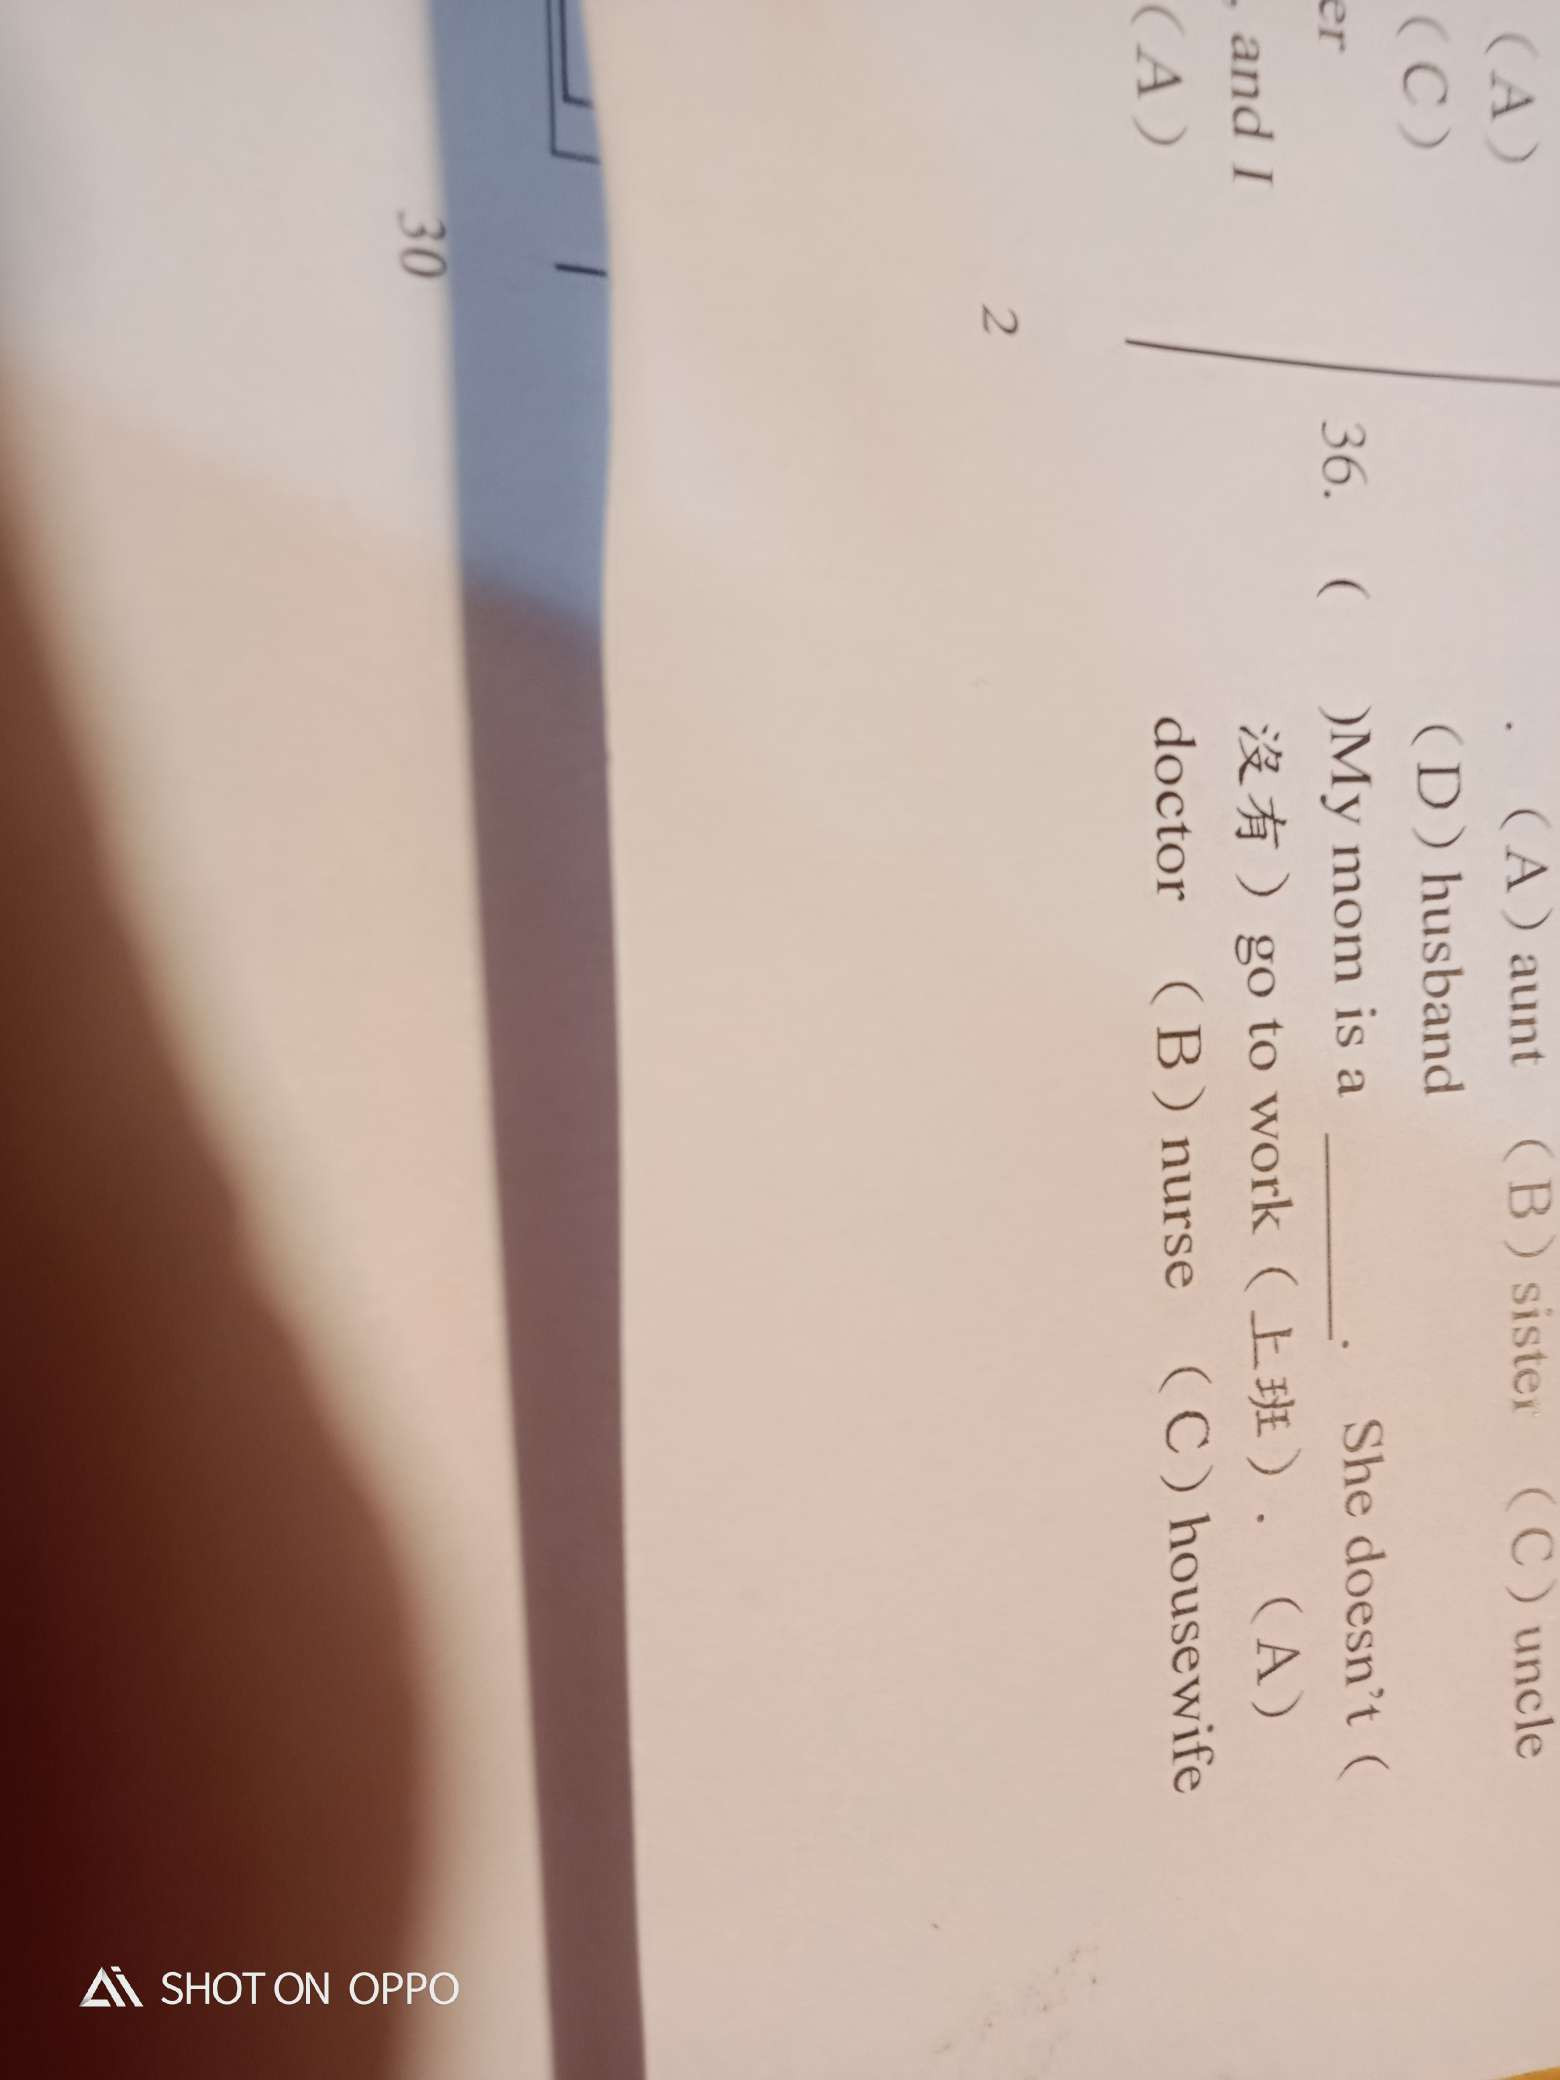 (A)
(C)
er
, and I
(A)
2
. (A) aunt (B) sister (C) uncle
(D) husband
36. ( )My mom is a ______. She doesn't (
沒有) go to work (上班). (A)
doctor (B) nurse (C) housewife
30
SHOT ON OPPO